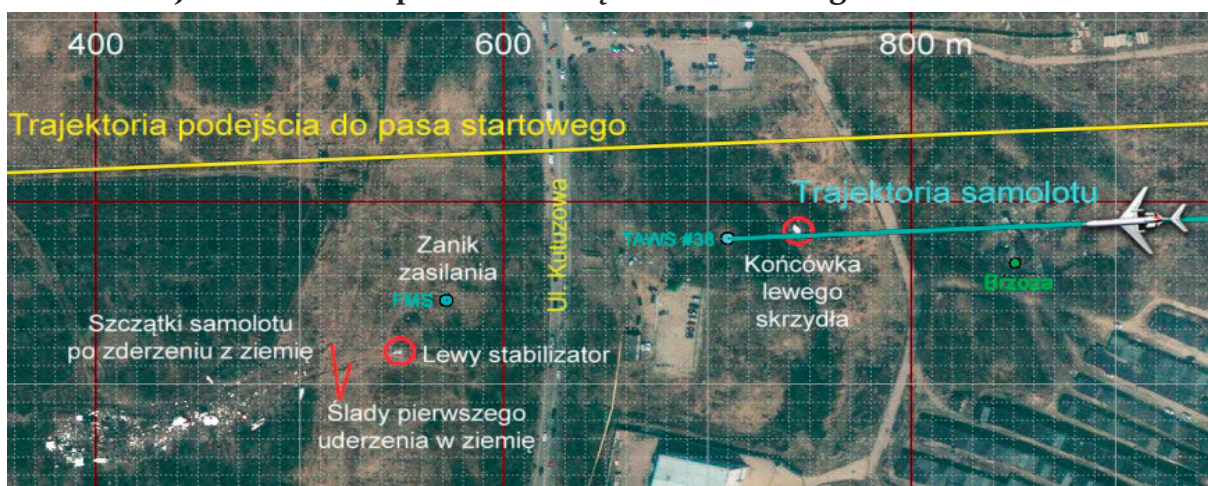 400 600 800 m
Trajektoria podejścia do pasa startowego
Trajektoria samolotu
Ul. Kutuzowa
TAWS #38
Zanik
zasilania
Końcówka
lewego
skrzydła
Brzoza
FMS
Szczątki samolotu
po zderzeniu z ziemię
Lewy stabilizator
Ślady pierwszego
uderzenia w ziemię